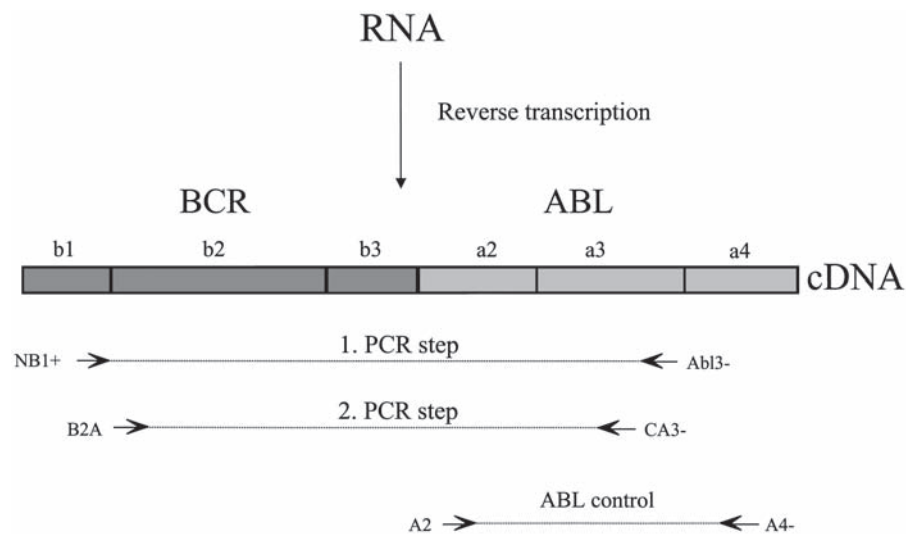 RNA
Reverse transcription
BCR ABL
b1 b2 b3 a2 a3 a4
cDNA
1. PCR step
NB1+ Abl3-
2. PCR step
B2A CA3-
ABL control
A2 A4-